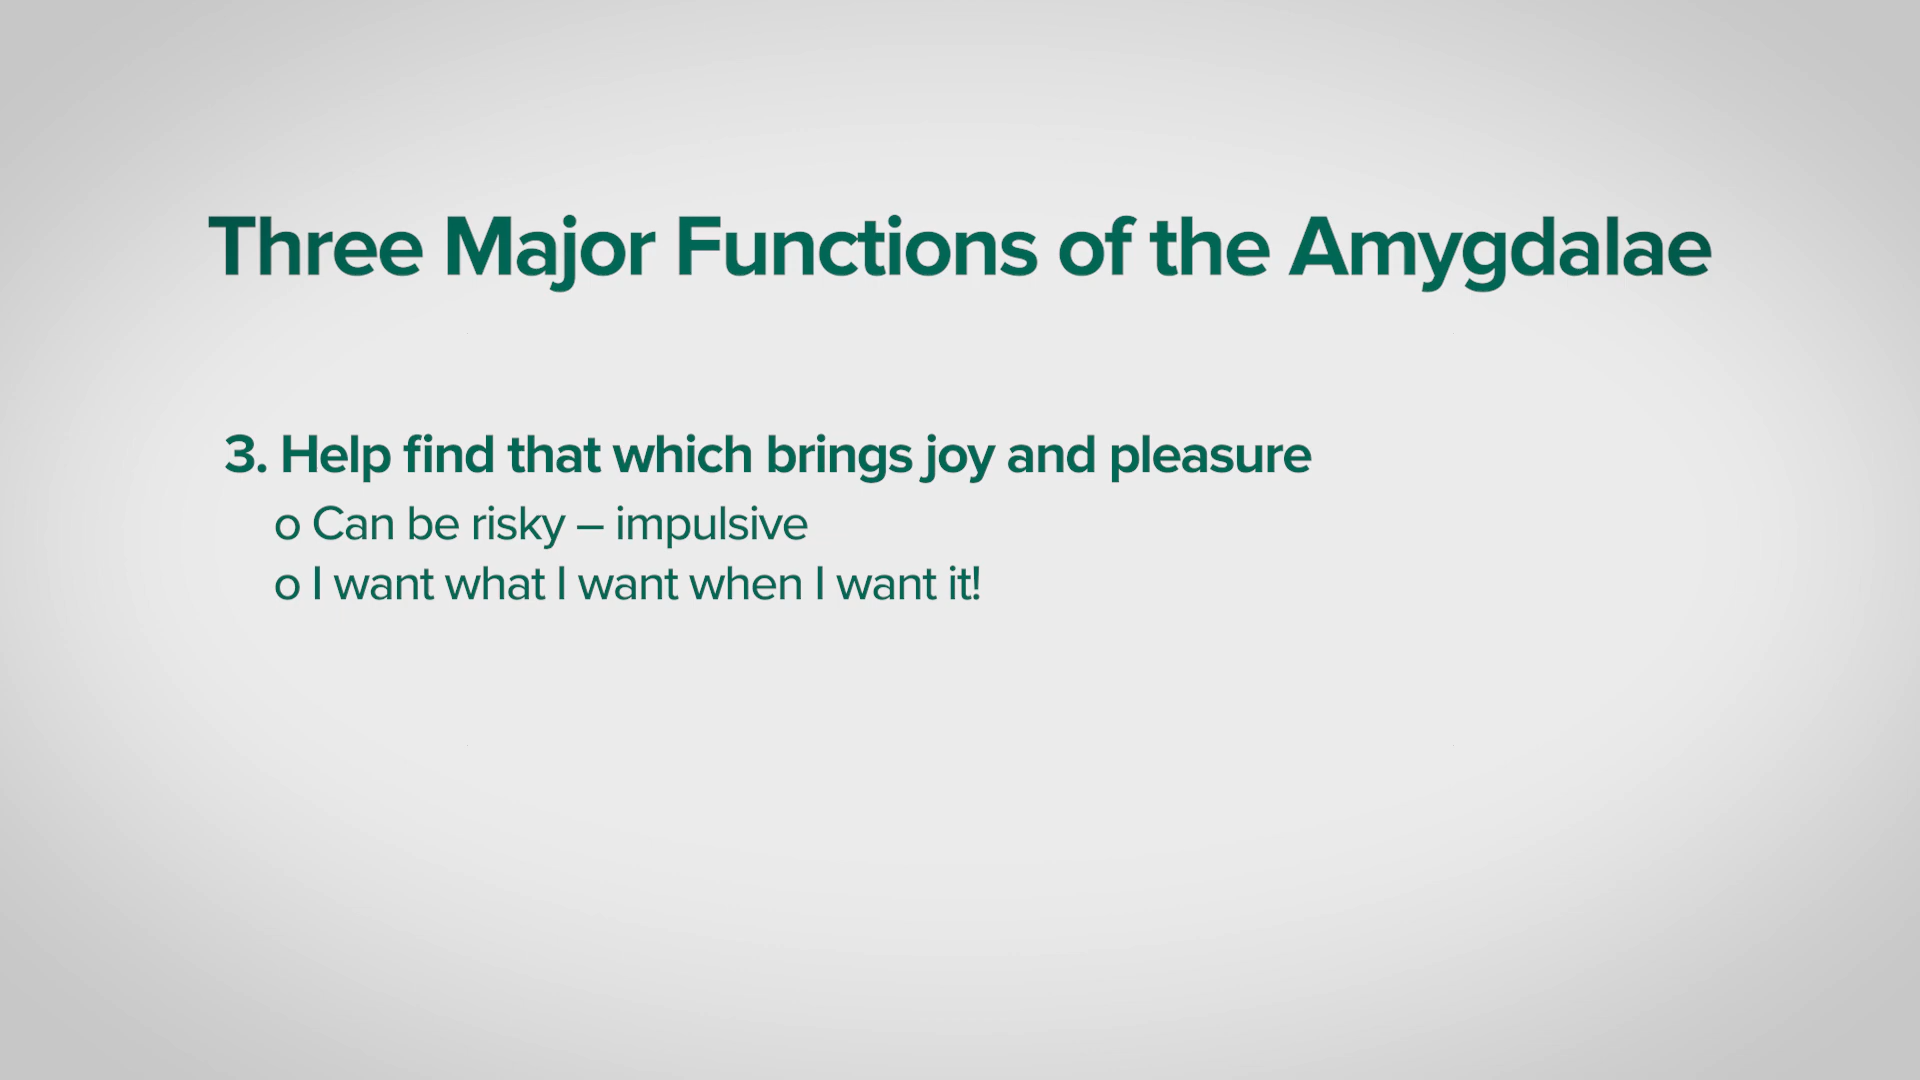 Three Major Functions of the Amygdalae
3. Help find that which brings joy and pleasure
o Can be risky – impulsive
o I want what I want when I want it!